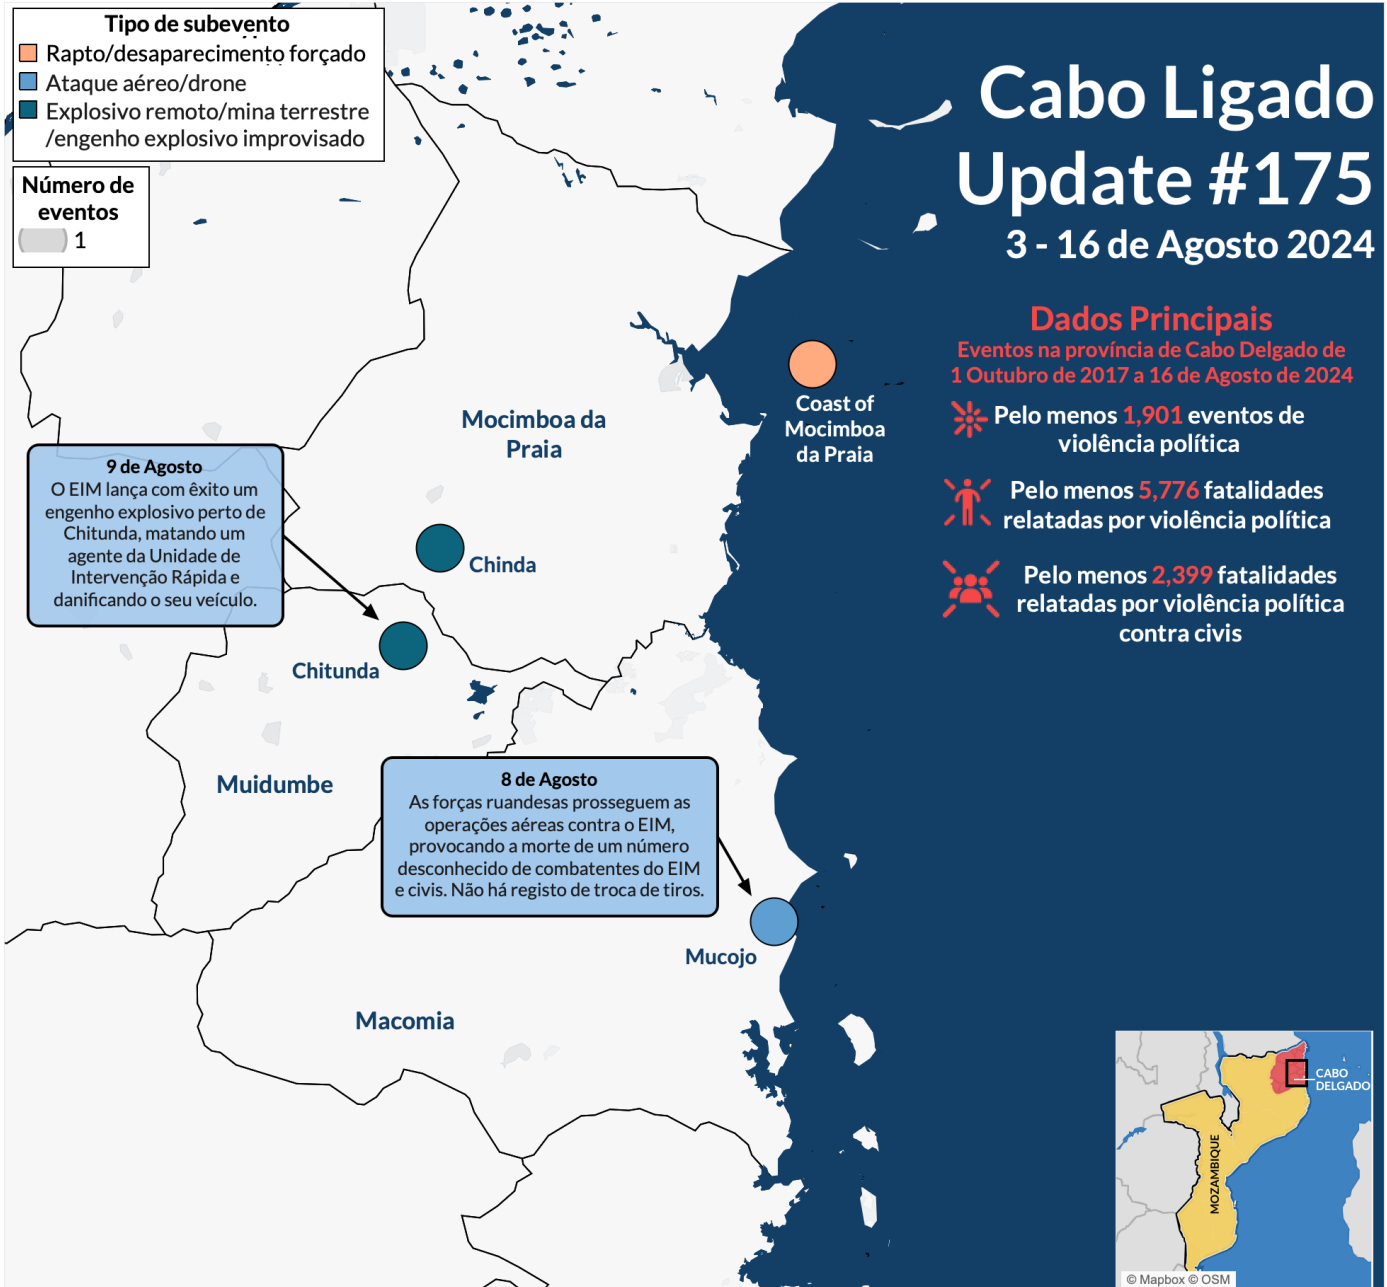 Tipo de subevento
Rapto/desaparecimento forçado
Ataque aéreo/drone
Explosivo remoto/mina terrestre
/engenho explosivo improvisado
Número de
eventos
1
Cabo Ligado
Update #175
3 - 16 de Agosto 2024
Dados Principais
Eventos na província de Cabo Delgado de
1 Outubro de 2017 a 16 de Agosto de 2024
Pelo menos 1,901 eventos de
violência política
Pelo menos 5,776 fatalidades
relatadas por violência política
Pelo menos 2,399 fatalidades
relatadas por violência política
contra civis
Coast of
Mocimboa
da Praia
Mocimboa da
Praia
9 de Agosto
O EIM lança com êxito um
engenho explosivo perto de
Chitunda, matando um
agente da Unidade de
Intervenção Rápida e
danificando o seu veículo.
Chinda
Chitunda
Muidumbe
8 de Agosto
As forças ruandesas prosseguem as
operações aéreas contra o EIM,
provocando a morte de um número
desconhecido de combatentes do EIM
e civis. Não há registo de troca de tiros.
Mucojo
Macomia
CABO
DELGADO
MOZAMBIQUE
© Mapbox © OSM